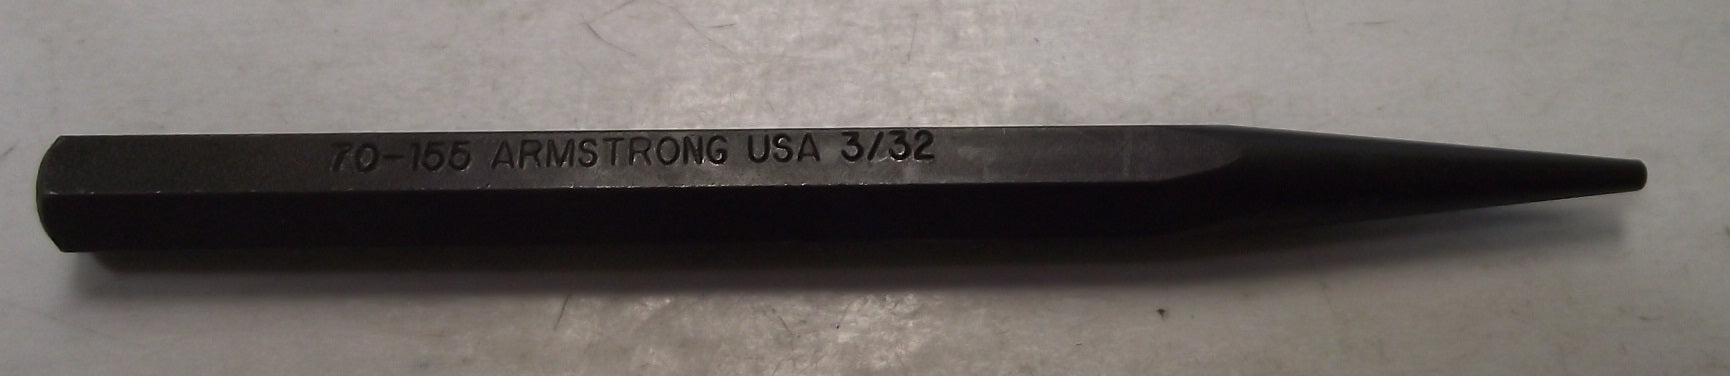 70-155 ARMSTRONG USA 3/32